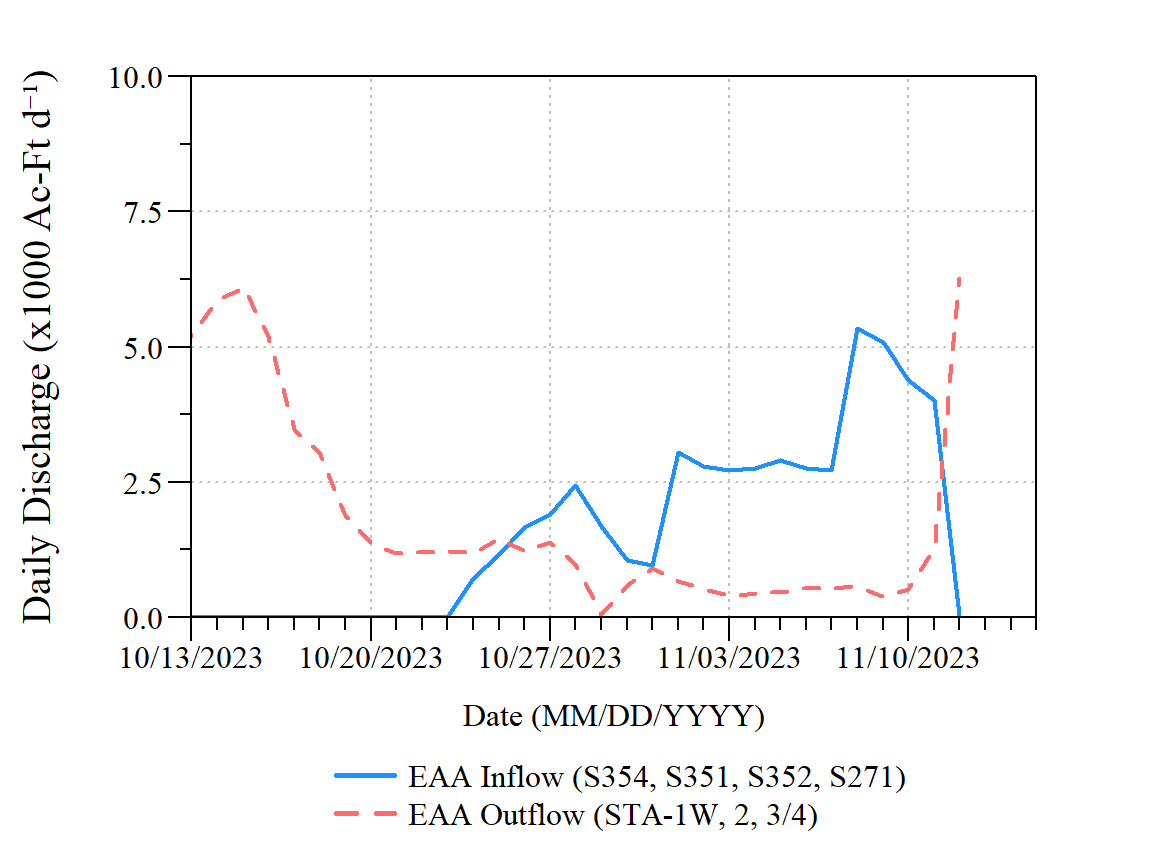 Daily Discharge (x1000 Ac-Ft d⁻¹)
10.0
7.5
5.0
2.5
0.0
10/13/2023 10/20/2023 10/27/2023 11/03/2023 11/10/2023
Date (MM/DD/YYYY)
EAA Inflow (S354, S351, S352, S271)
EAA Outflow (STA-1W, 2, 3/4)